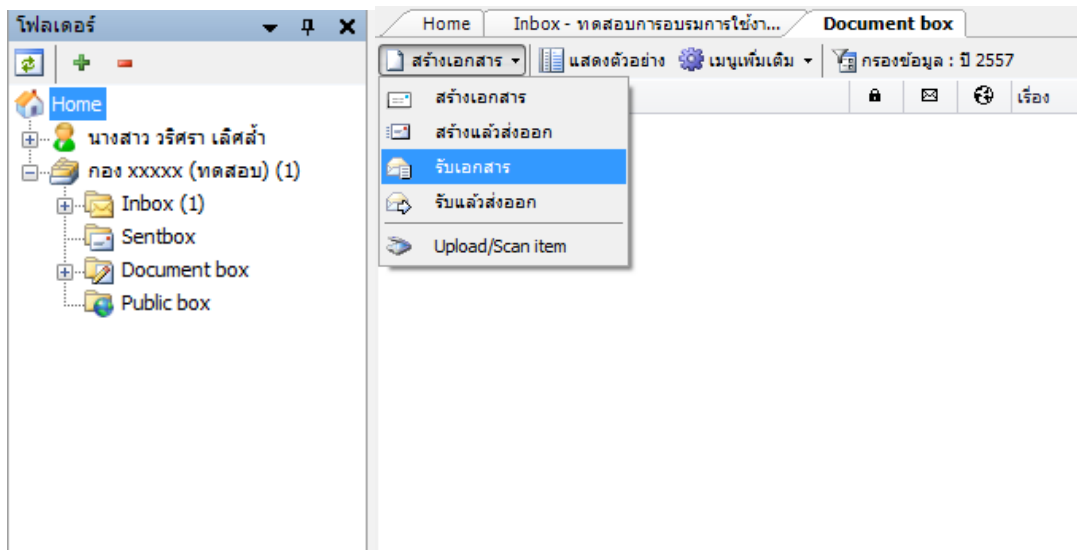 โฟลเดอร์
Home
นางสาว วริศรา เลิศล้ำ
กอง xxxxx (ทดสอบ) (1)
Inbox (1)
Sentbox
Document box
Public box
Home Inbox - ทดสอบการอบรมการใช้งา... Document box
สร้างเอกสาร แสดงตัวอย่าง เมนูเพิ่มเติม กรองข้อมูล : ปี 2557
เรื่อง
สร้างเอกสาร
สร้างแล้วส่งออก
รับเอกสาร
รับแล้วส่งออก
Upload/Scan item